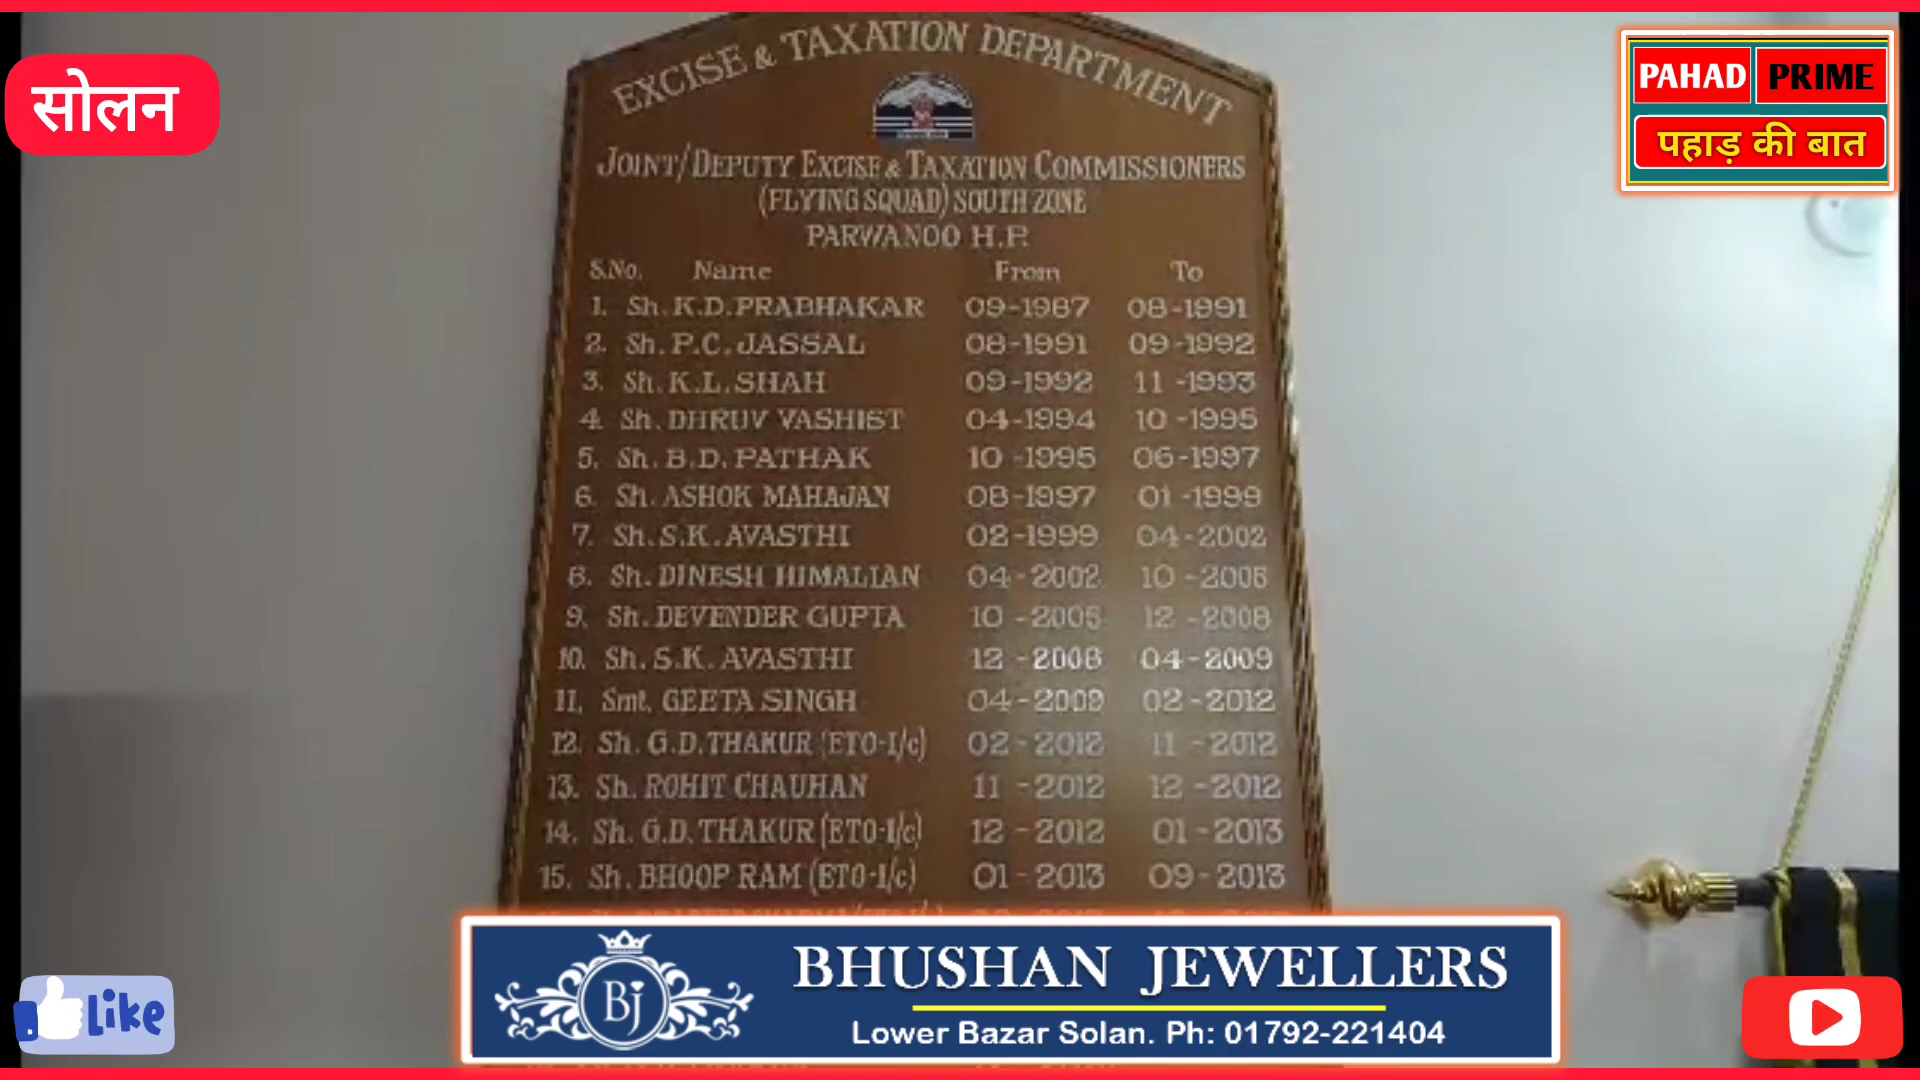 सोलन
PAHAD PRIME
पहाड़ की बात
EXCISE & TAXATION DEPARTMENT
JOINT/DEPUTY EXCISE & TAXATION COMMISSIONERS
(FLYING SQUAD) SOUTH ZONE
PARWANOO H.P.
S.No. Name From To
1. Sh. K.D. PRABHAKAR 09-1987 08-1991
2. Sh. P.C. JASSAL 08-1991 09-1992
3. Sh. K.L. SHAH 09-1992 11-1993
4. Sh. DHRUV VASHIST 04-1994 10-1995
5. Sh. B.D. PATHAK 10-1995 06-1997
6. Sh. ASHOK MAHAJAN 08-1997 01-1999
7. Sh. S.K. AVASTHI 02-1999 04-2002
8. Sh. DINESH HIMALIAN 04-2002 10-2005
9. Sh. DEVENDER GUPTA 10-2005 12-2008
10. Sh. S.K. AVASTHI 12-2008 04-2009
11. Smt. GEETA SINGH 04-2009 02-2012
12. Sh. G.D. THAKUR (ETO-I/c) 02-2012 11-2012
13. Sh. ROHIT CHAUHAN 11-2012 12-2012
14. Sh. G.D. THAKUR (ETO-I/c) 12-2012 01-2013
15. Sh. BHOOP RAM (ETO-I/c) 01-2013 09-2013
Bj
BHUSHAN JEWELLERS
Lower Bazar Solan. Ph: 01792-221404
Like